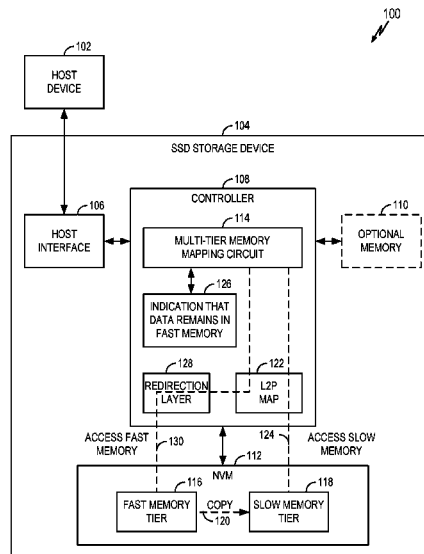 100
102
HOST
DEVICE
104
SSD STORAGE DEVICE
106
HOST
INTERFACE
108
CONTROLLER
114
MULTI-TIER MEMORY
MAPPING CIRCUIT
110
OPTIONAL
MEMORY
126
INDICATION THAT
DATA REMAINS IN
FAST MEMORY
128
REDIRECTION
LAYER
122
L2P
MAP
ACCESS FAST
MEMORY
130
124
ACCESS SLOW
MEMORY
112
NVM
116
FAST MEMORY
TIER
COPY
120
118
SLOW MEMORY
TIER